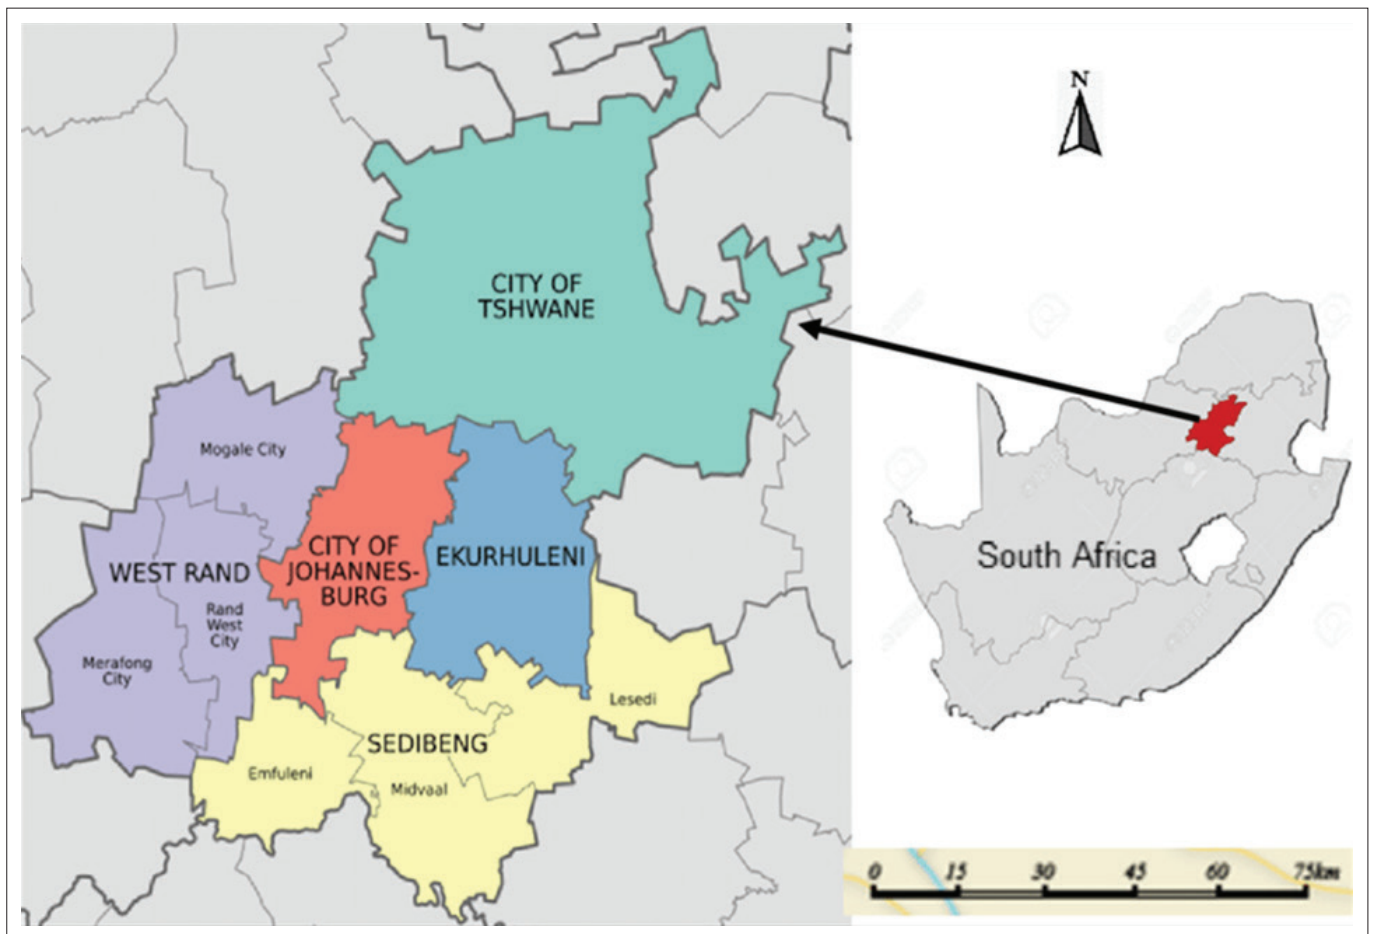 N
CITY OF
TSHWANE
Mogale City
CITY OF
JOHANNES-
BURG
EKURHULENI
WEST RAND
Rand
West
City
Merafong
City
Lesedi
SEDIBENG
Emfuleni
Midvaal
South Africa
0 15 30 45 60 75km